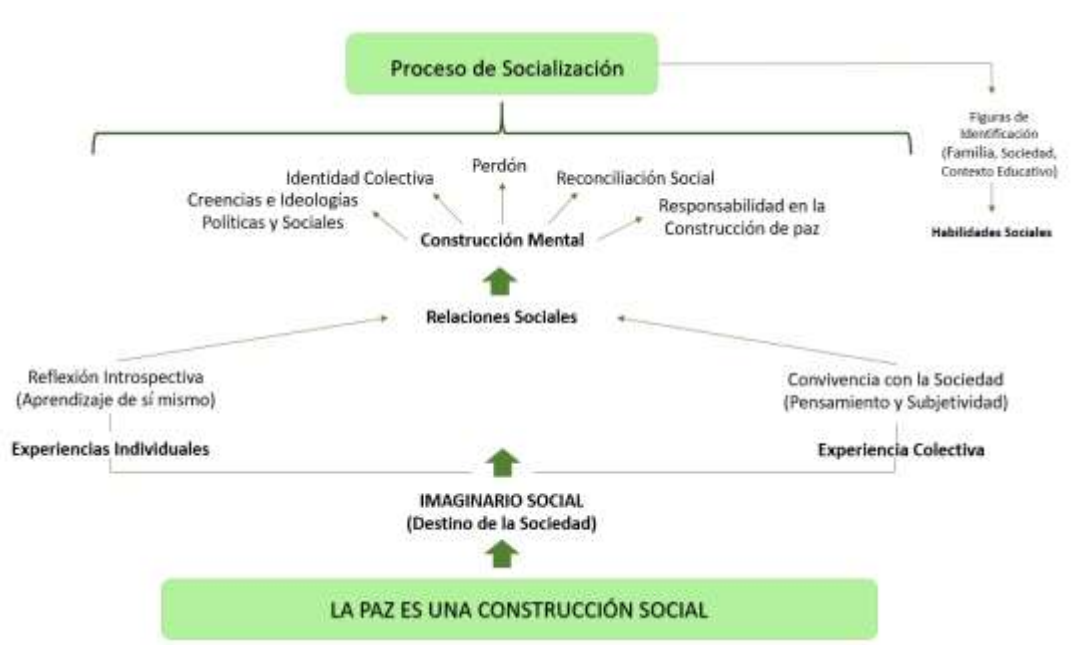 Proceso de Socialización
Figuras de
Identificación
(Familia, Sociedad,
Contexto Educativo)
Habilidades Sociales
Perdón
Identidad Colectiva
Reconciliación Social
Creencias e Ideologías
Políticas y Sociales
Responsabilidad en la
Construcción de paz
Construcción Mental
Relaciones Sociales
Reflexión Introspectiva
(Aprendizaje de sí mismo)
Convivencia con la Sociedad
(Pensamiento y Subjetividad)
Experiencias Individuales
Experiencia Colectiva
IMAGINARIO SOCIAL
(Destino de la Sociedad)
LA PAZ ES UNA CONSTRUCCIÓN SOCIAL